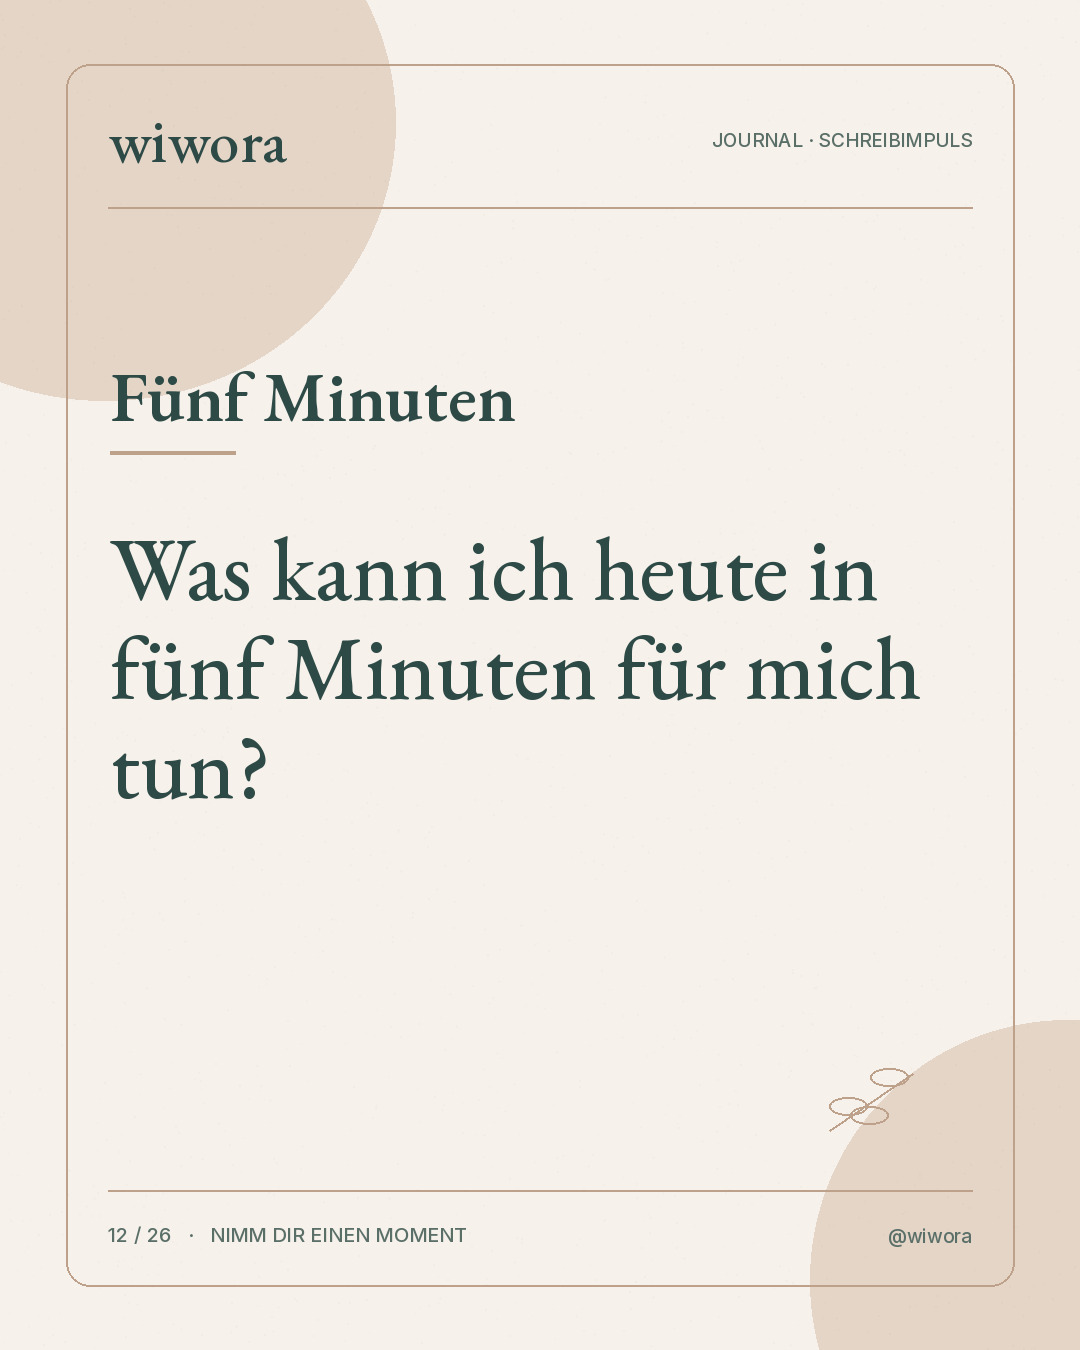 wiwora
JOURNAL · SCHREIBIMPULS
Fünf Minuten
Was kann ich heute in
fünf Minuten für mich
tun?
12 / 26 · NIMM DIR EINEN MOMENT
@wiwora